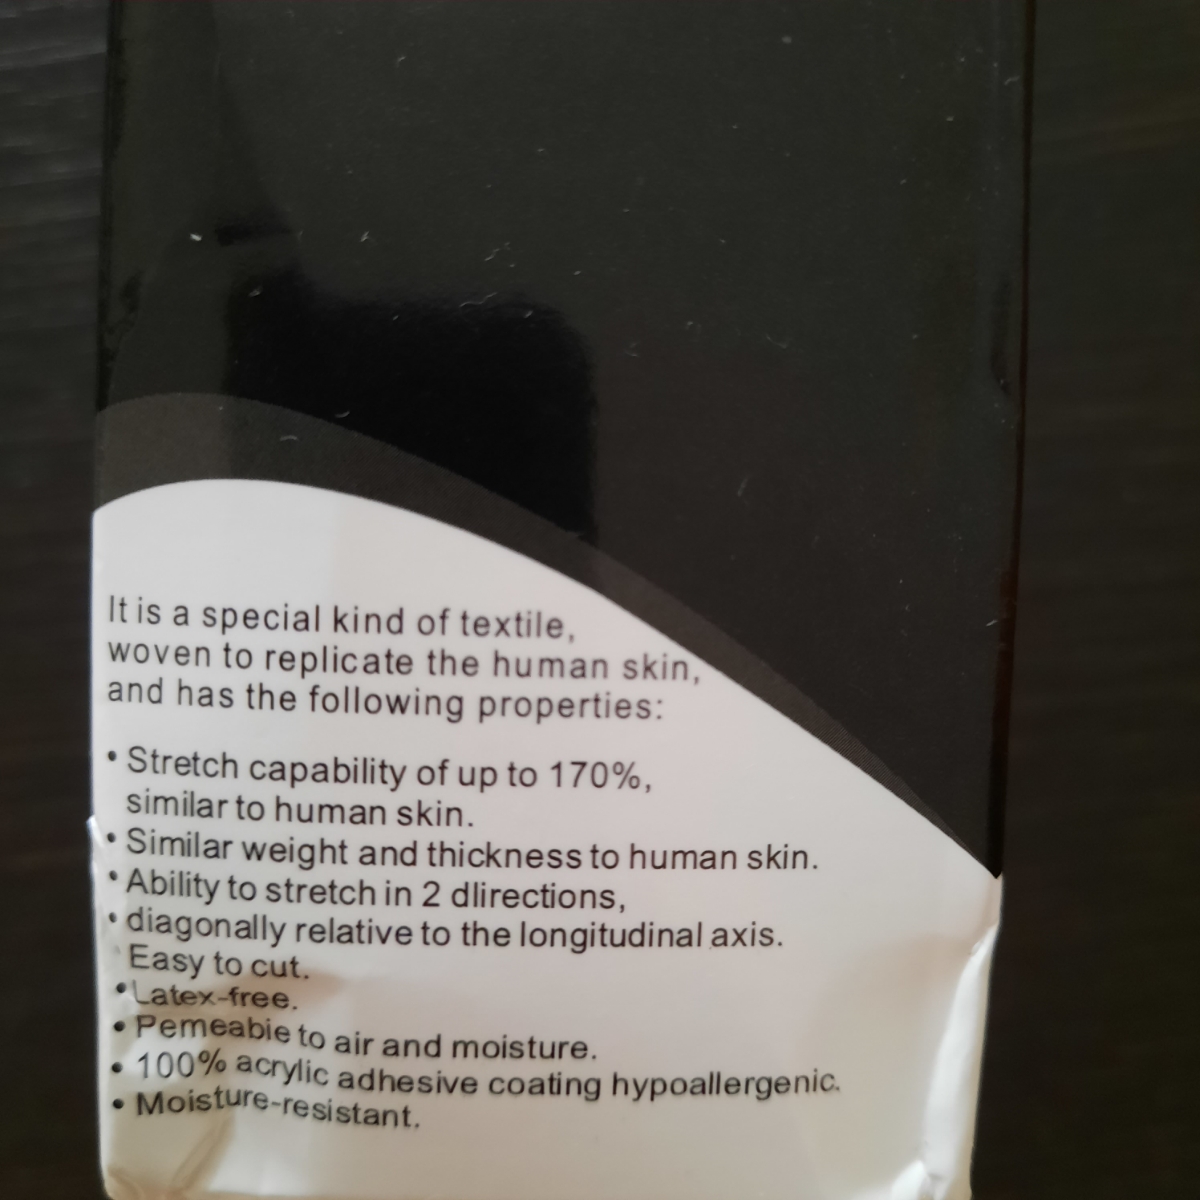 It is a special kind of textile,
woven to replicate the human skin,
and has the following properties:
• Stretch capability of up to 170%,
similar to human skin.
• Similar weight and thickness to human skin.
• Ability to stretch in 2 dlirections,
• diagonally relative to the longitudinal axis.
Easy to cut.
• Latex-free.
• Pemeabie to air and moisture.
• 100% acrylic adhesive coating hypoallergenic.
• Moisture-resistant.